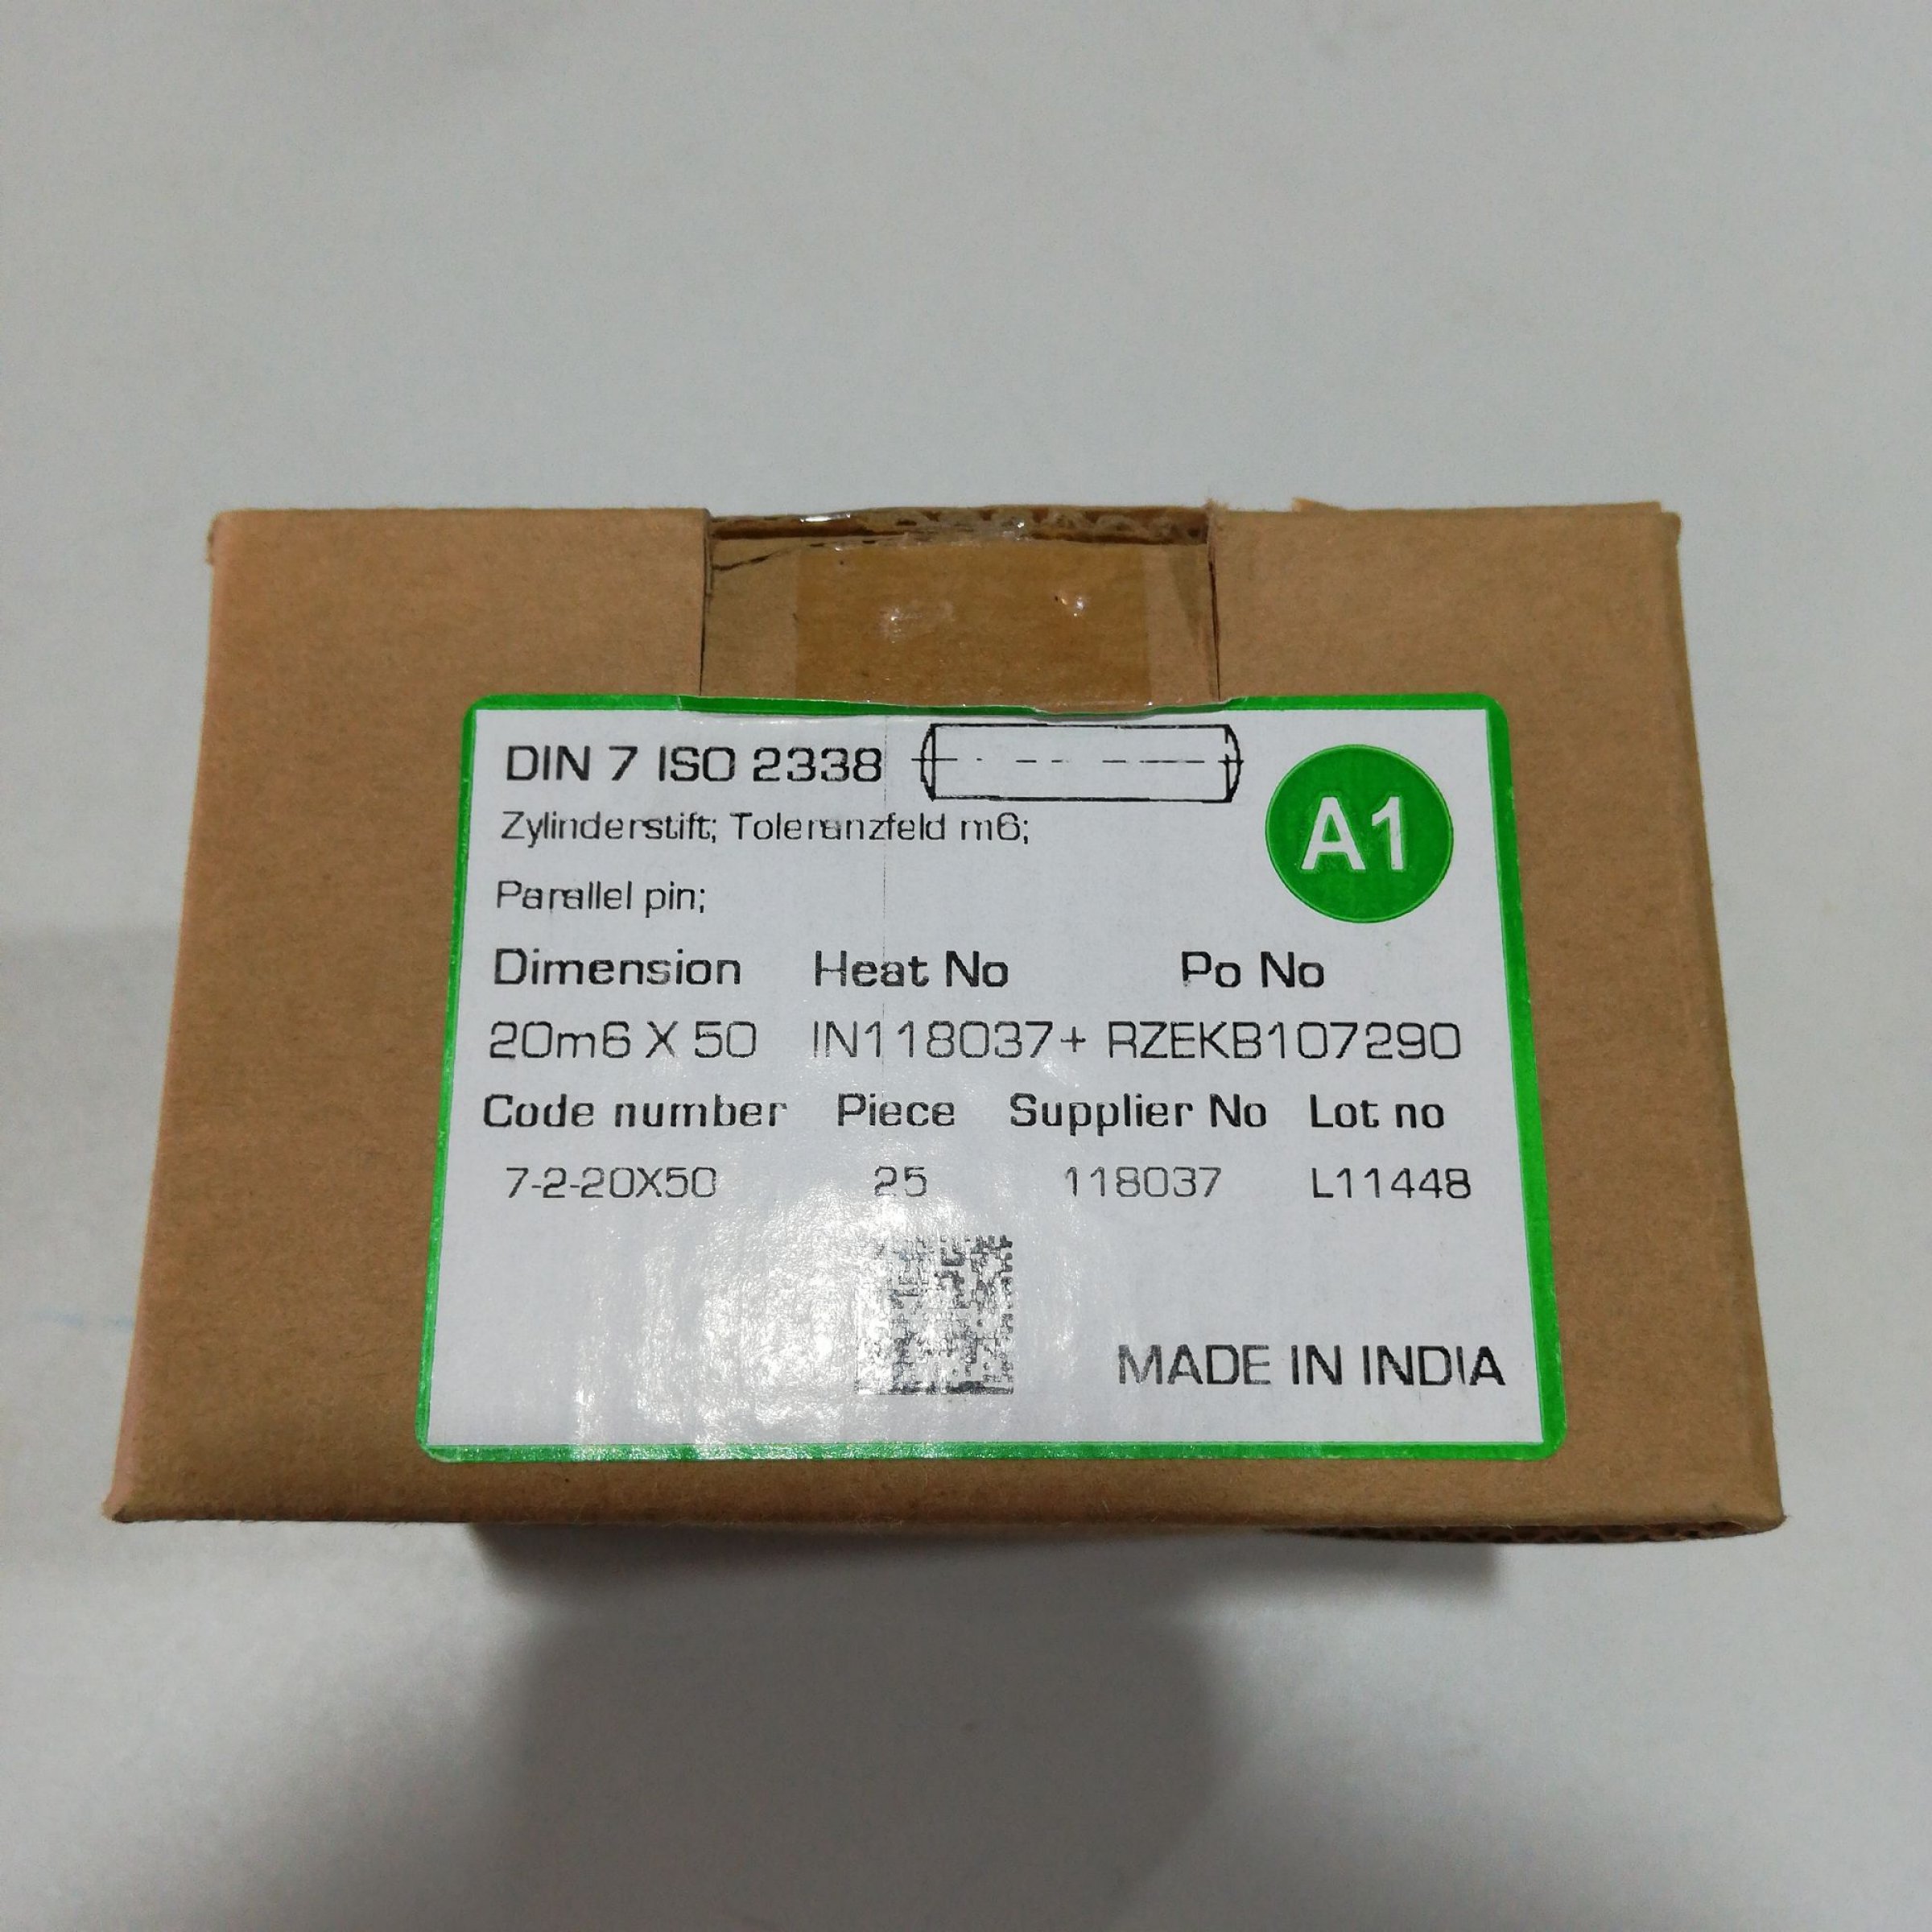 DIN 7 ISO 2338
A1
Zylinderstift; Toleranzfeld m6;
Parallel pin;
Dimension Heat No Po No
20m6 X 50 IN118037+ RZEKB107290
Code number Piece Supplier No Lot no
7-2-20X50 25 118037 L11448
MADE IN INDIA